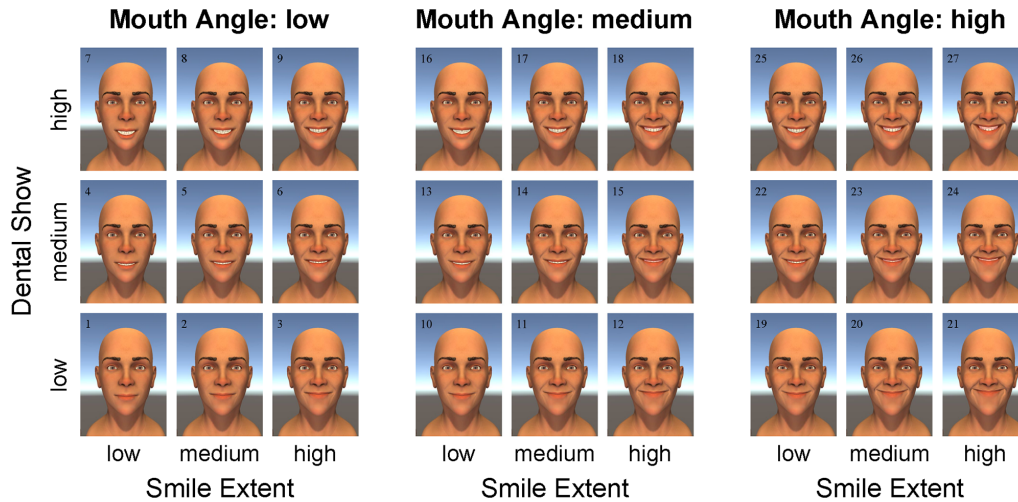 Mouth Angle: low
Mouth Angle: medium
Mouth Angle: high
Dental Show
high
7 8 9
16 17 18
25 26 27
medium
4 5 6
13 14 15
22 23 24
low
1 2 3
10 11 12
19 20 21
low medium high
low medium high
low medium high
Smile Extent
Smile Extent
Smile Extent